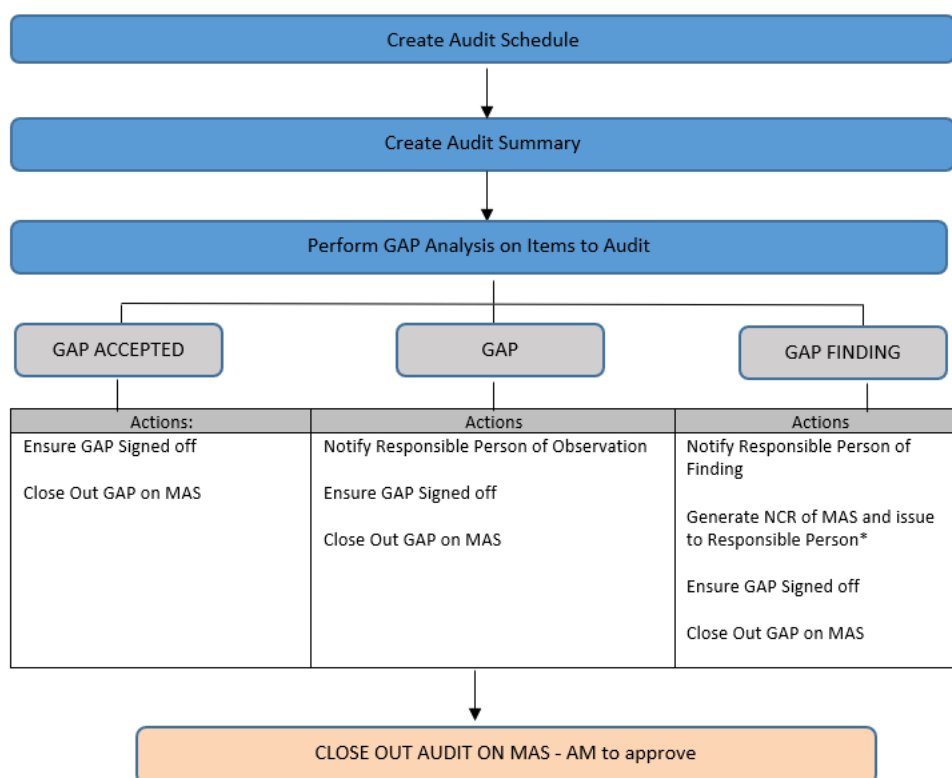 Create Audit Schedule
Create Audit Summary
Perform GAP Analysis on Items to Audit
GAP ACCEPTED
GAP
GAP FINDING
Actions:
Ensure GAP Signed off
Close Out GAP on MAS
Actions
Notify Responsible Person of Observation
Ensure GAP Signed off
Close Out GAP on MAS
Actions
Notify Responsible Person of
Finding
Generate NCR of MAS and issue
to Responsible Person*
Ensure GAP Signed off
Close Out GAP on MAS
CLOSE OUT AUDIT ON MAS - AM to approve